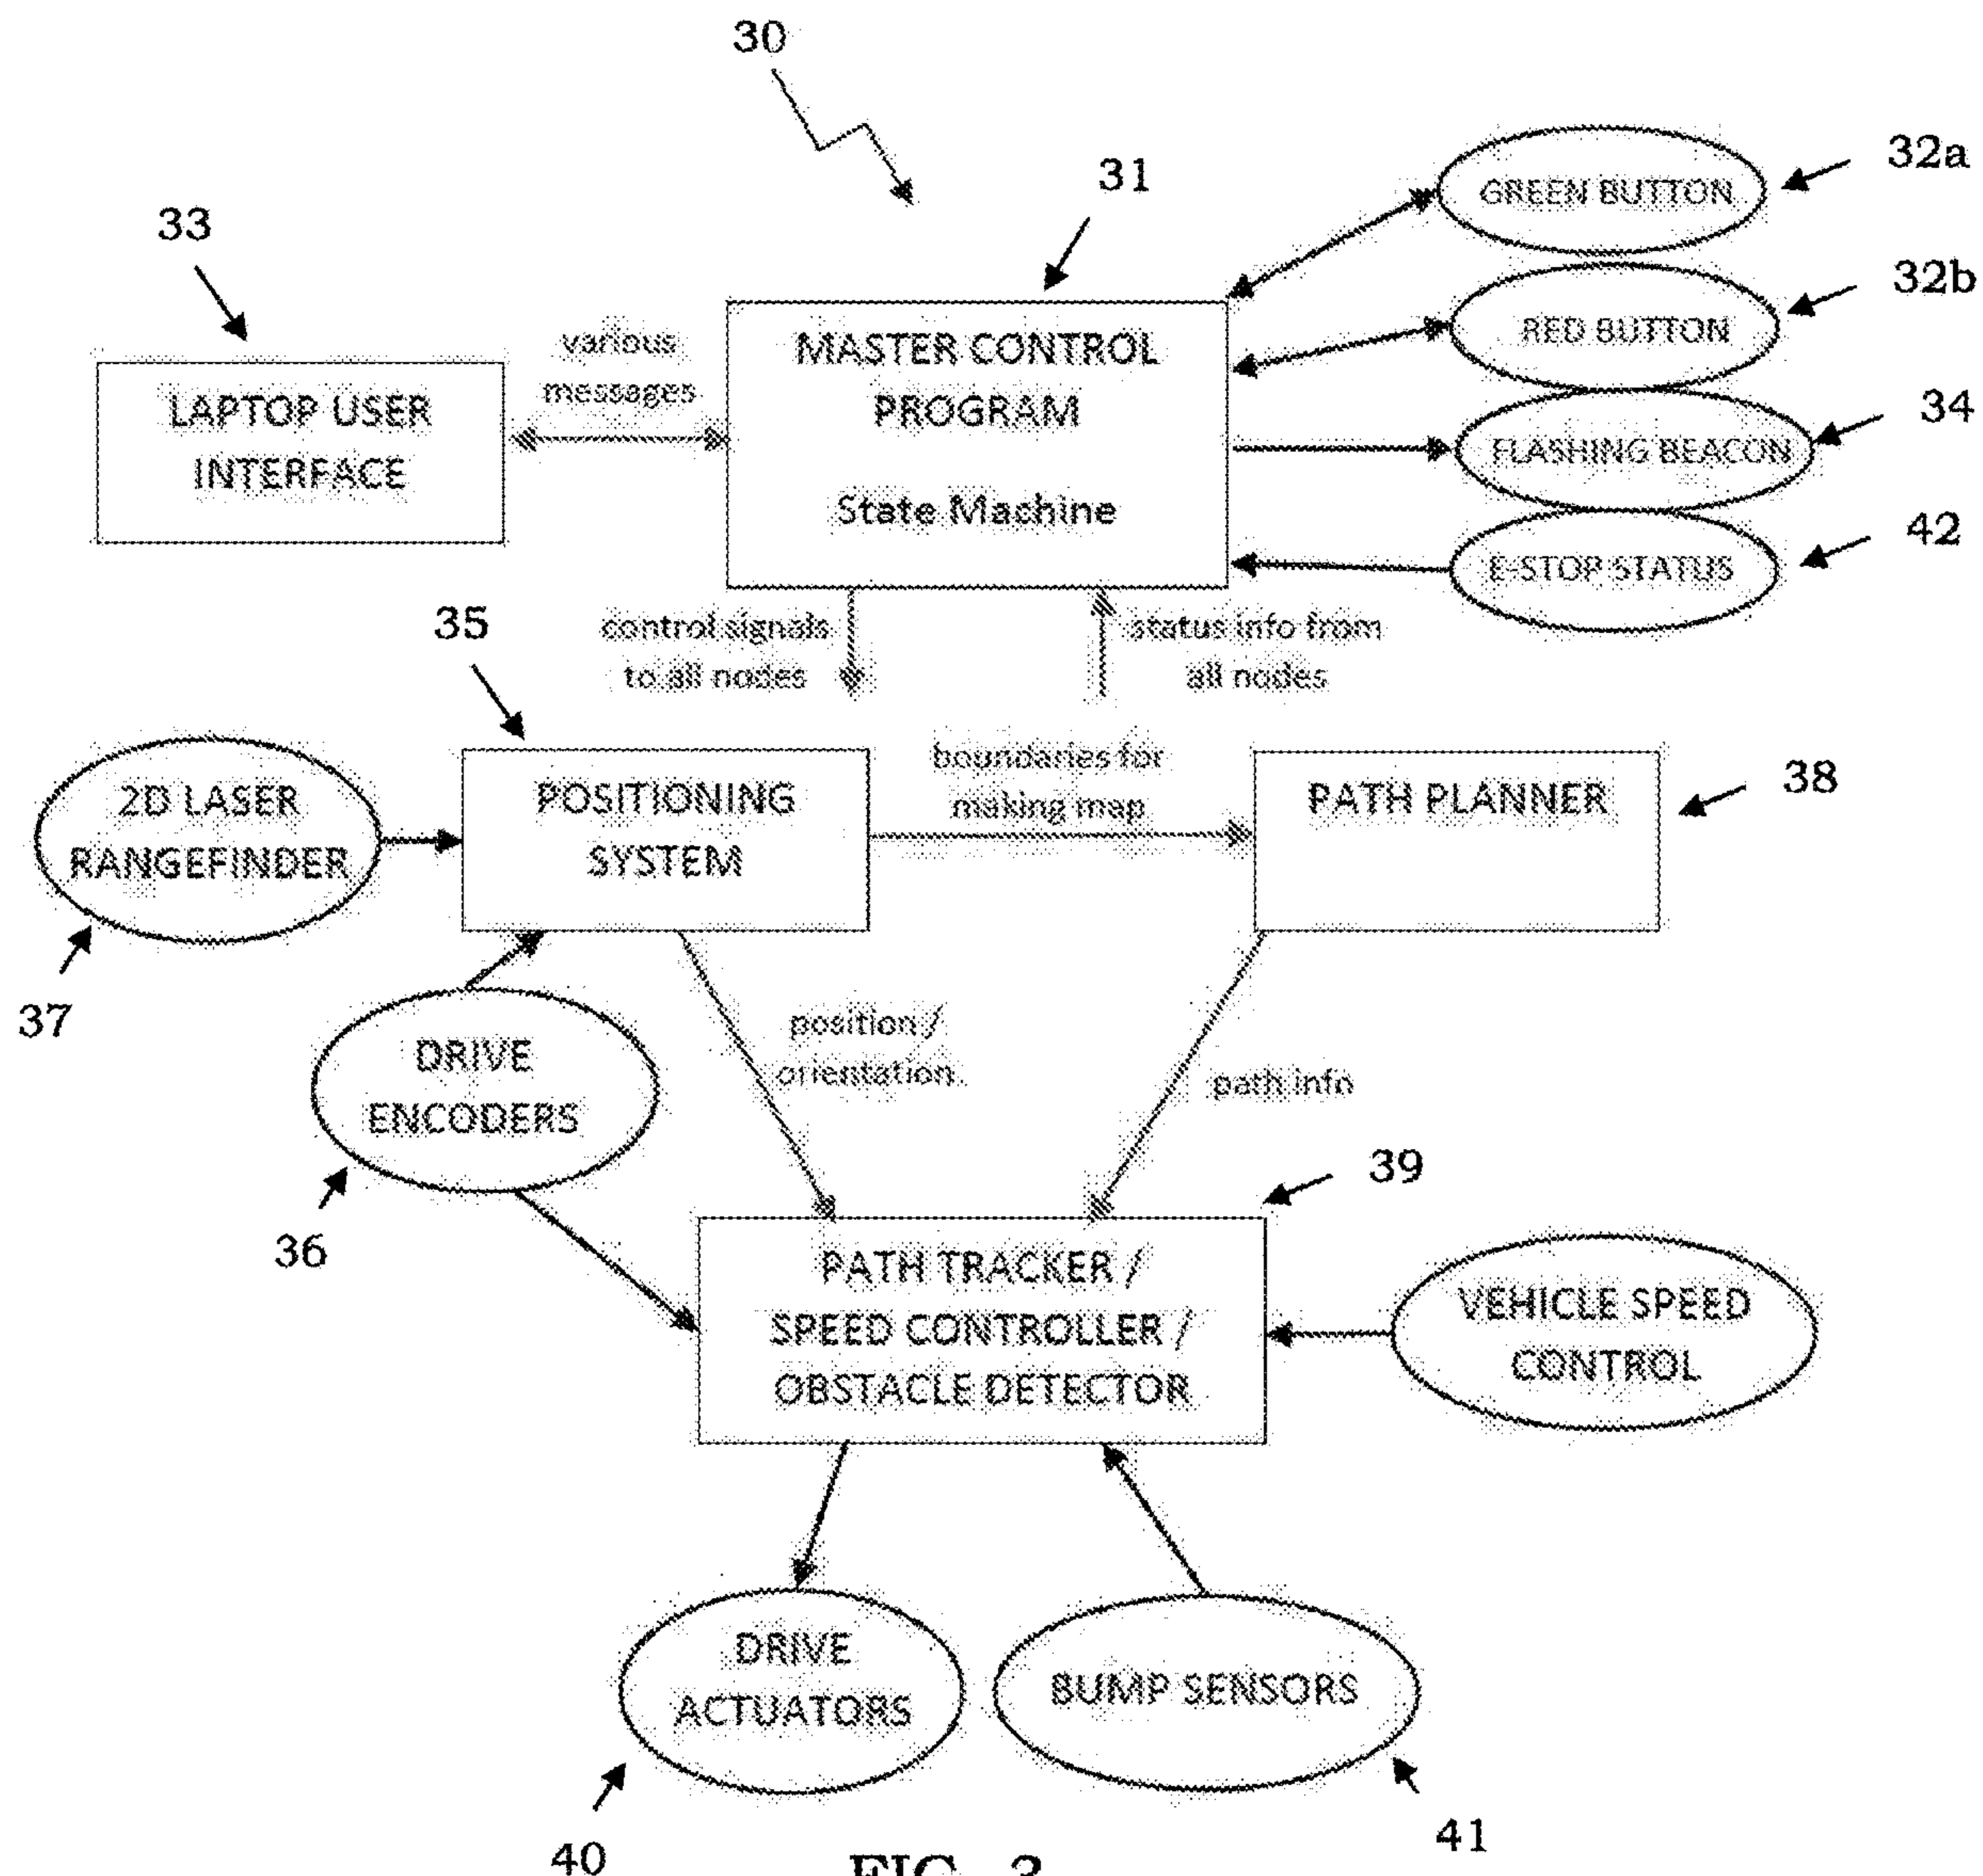 30
31
32a
GREEN BUTTON
33
32b
RED BUTTON
various
messages
MASTER CONTROL
PROGRAM
State Machine
LAPTOP USER
INTERFACE
34
FLASHING BEACON
42
E-STOP STATUS
35
control signals
to all nodes
status info from
all nodes
2D LASER
RANGEFINDER
POSITIONING
SYSTEM
boundaries for
making map
PATH PLANNER
38
37
DRIVE
ENCODERS
position /
orientation
path info
36
39
PATH TRACKER /
SPEED CONTROLLER /
OBSTACLE DETECTOR
VEHICLE SPEED
CONTROL
DRIVE
ACTUATORS
BUMP SENSORS
40
41
FIG. 3